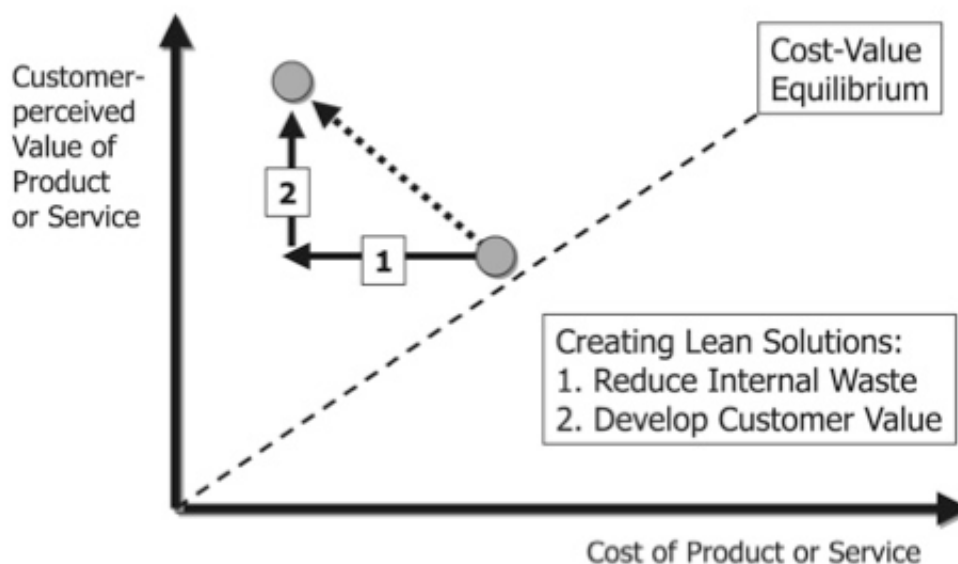 Customer-
perceived
Value of
Product
or Service
Cost-Value
Equilibrium
2
1
Creating Lean Solutions:
1. Reduce Internal Waste
2. Develop Customer Value
Cost of Product or Service